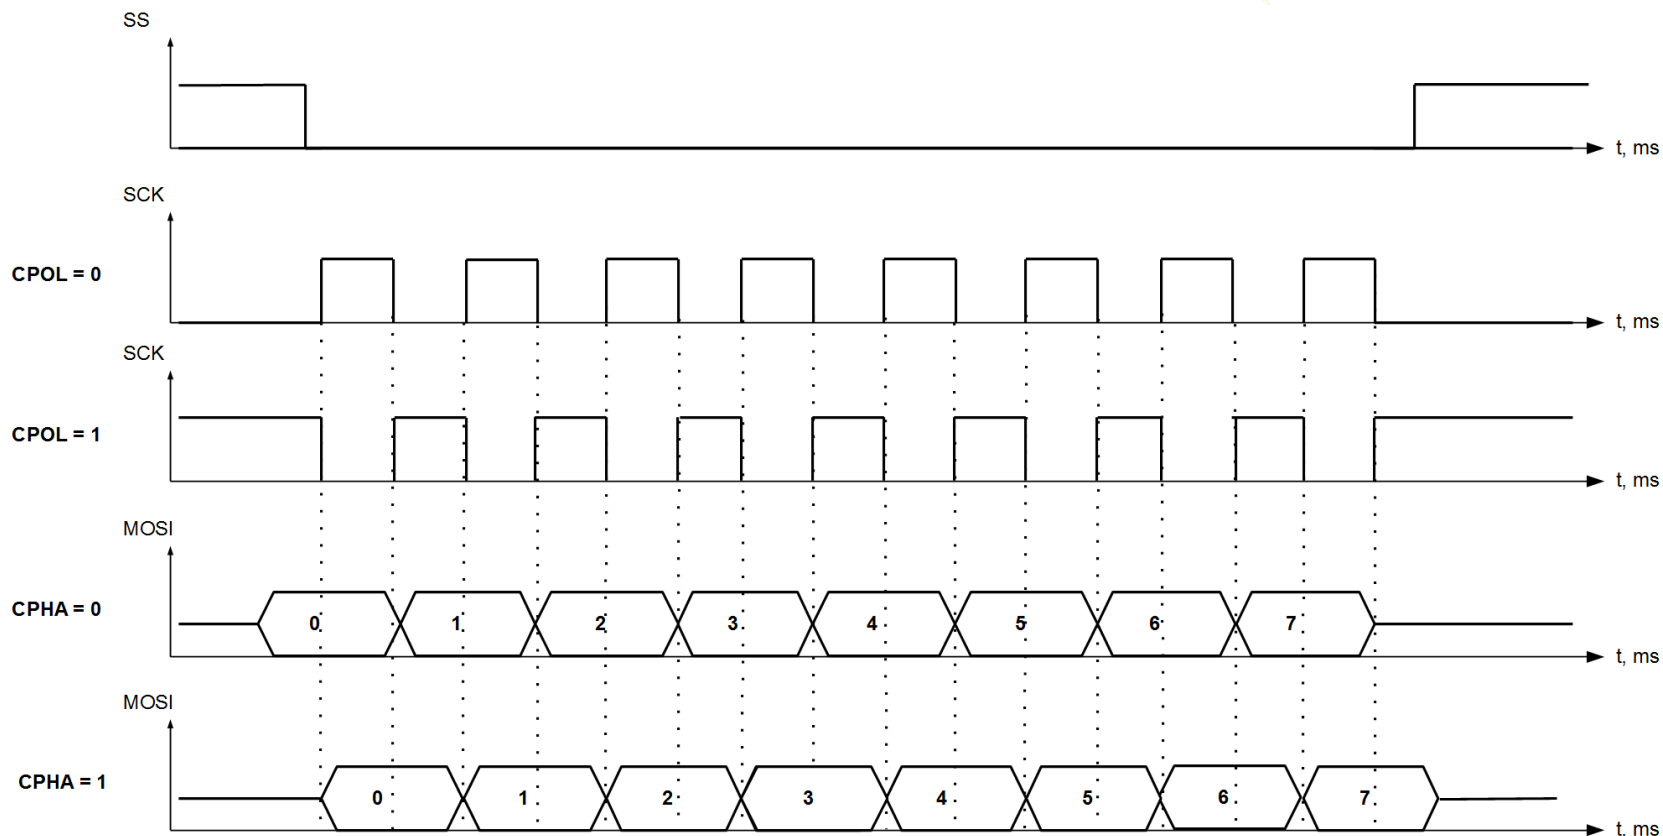 SS
t, ms
SCK
CPOL = 0
t, ms
SCK
CPOL = 1
t, ms
MOSI
CPHA = 0
0 1 2 3 4 5 6 7
t, ms
MOSI
CPHA = 1
0 1 2 3 4 5 6 7
t, ms